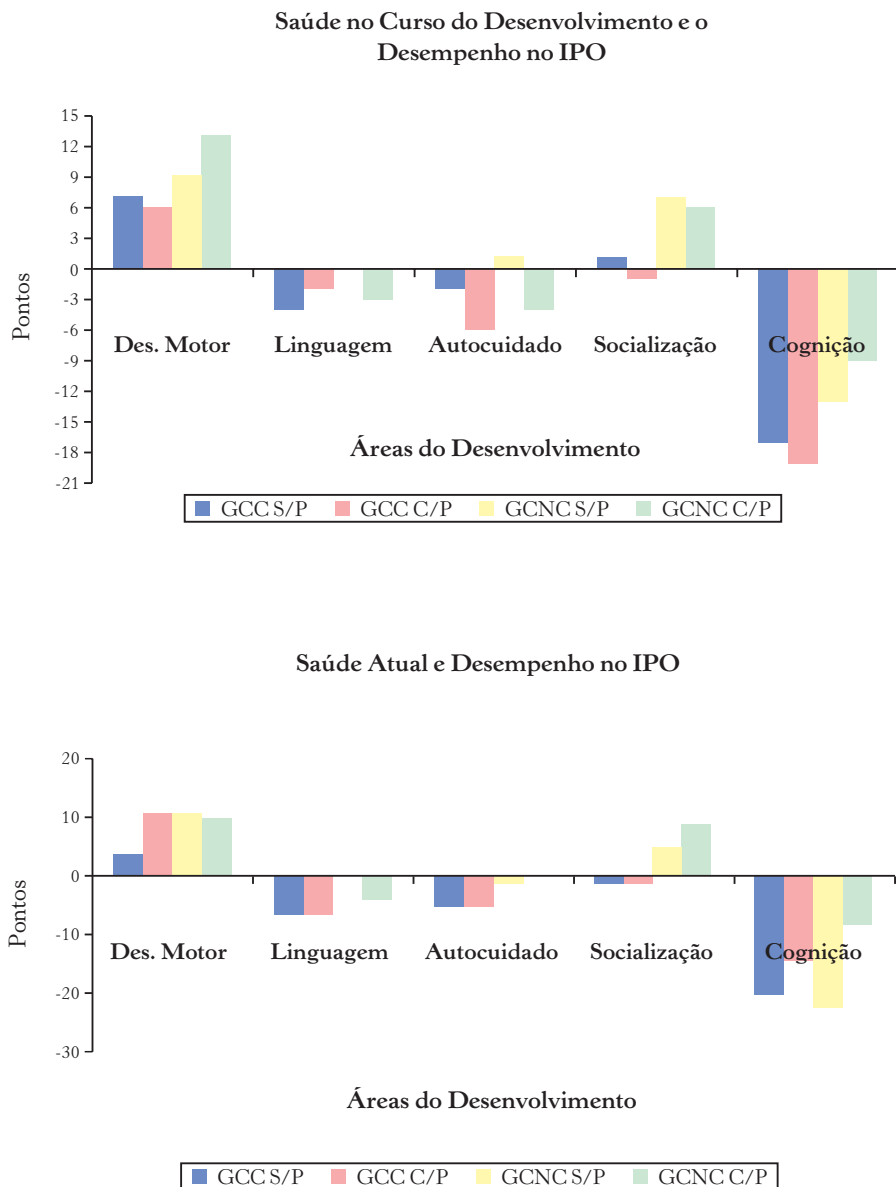 Saúde no Curso do Desenvolvimento e o
Desempenho no IPO
15
12
9
6
3
0
-3
-6
-9
-12
-15
-18
-21
Pontos
Des. Motor Linguagem Autocuidado Socialização Cognição
Áreas do Desenvolvimento
GCC S/P GCC C/P GCNC S/P GCNC C/P
Saúde Atual e Desempenho no IPO
20
10
0
-10
-20
-30
Pontos
Des. Motor Linguagem Autocuidado Socialização Cognição
Áreas do Desenvolvimento
GCC S/P GCC C/P GCNC S/P GCNC C/P